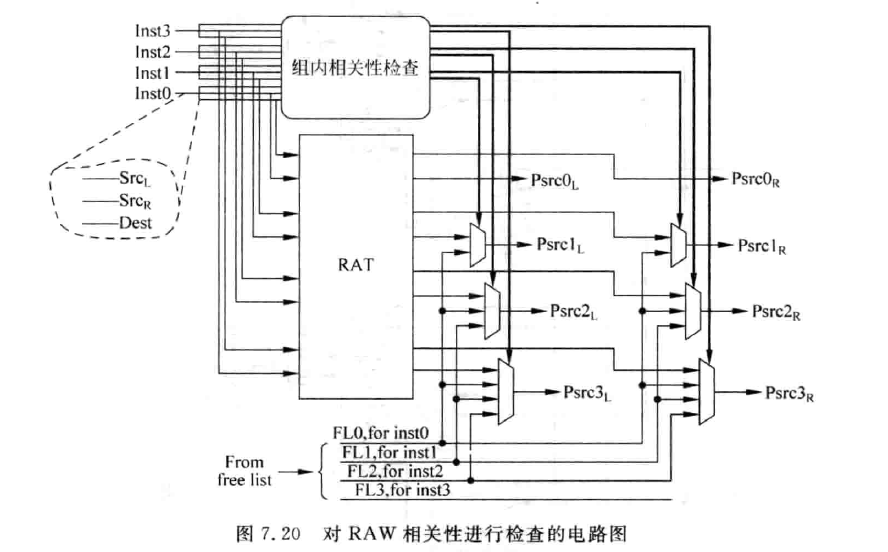 Inst3
Inst2
Inst1
Inst0
组内相关性检查
Src_L
Src_R
Dest
RAT
Psrc0_L
Psrc0_R
Psrc1_L
Psrc1_R
Psrc2_L
Psrc2_R
Psrc3_L
Psrc3_R
From
free list
FL0,for inst0
FL1,for inst1
FL2,for inst2
FL3,for inst3
图 7.20 对 RAW 相关性进行检查的电路图